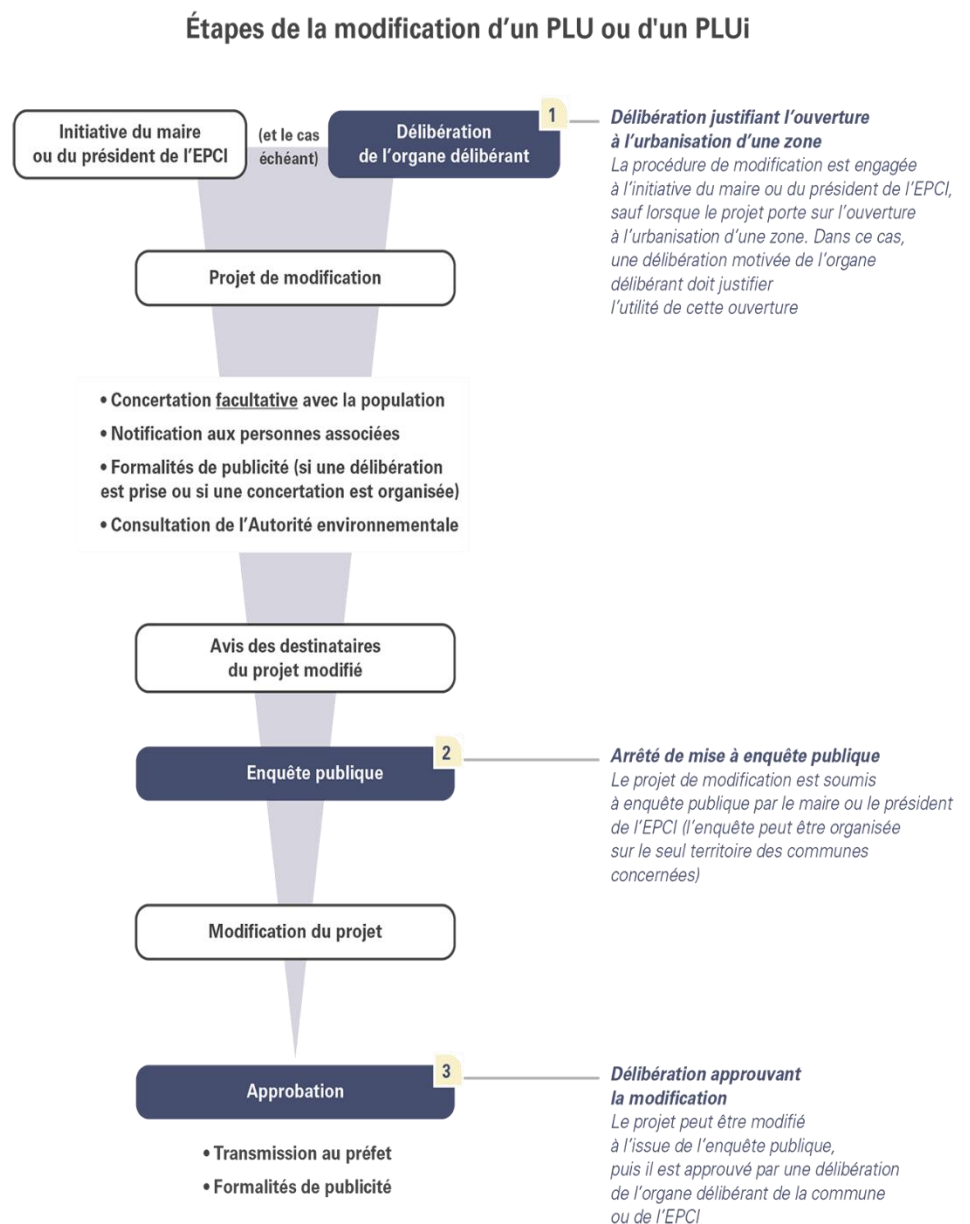 Étapes de la modification d’un PLU ou d'un PLUi
Initiative du maire
ou du président de l’EPCI
(et le cas
échéant)
Délibération
de l’organe délibérant
1
Délibération justifiant l’ouverture
à l’urbanisation d’une zone
La procédure de modification est engagée
à l’initiative du maire ou du président de l’EPCI,
sauf lorsque le projet porte sur l’ouverture
à l’urbanisation d’une zone. Dans ce cas,
une délibération motivée de l’organe
délibérant doit justifier
l’utilité de cette ouverture
Projet de modification
• Concertation facultative avec la population
• Notification aux personnes associées
• Formalités de publicité (si une délibération
est prise ou si une concertation est organisée)
• Consultation de l’Autorité environnementale
Avis des destinataires
du projet modifié
Enquête publique
2
Arrêté de mise à enquête publique
Le projet de modification est soumis
à enquête publique par le maire ou le président
de l’EPCI (l’enquête peut être organisée
sur le seul territoire des communes
concernées)
Modification du projet
Approbation
3
Délibération approuvant
la modification
Le projet peut être modifié
à l’issue de l’enquête publique,
puis il est approuvé par une délibération
de l’organe délibérant de la commune
ou de l’EPCI
• Transmission au préfet
• Formalités de publicité